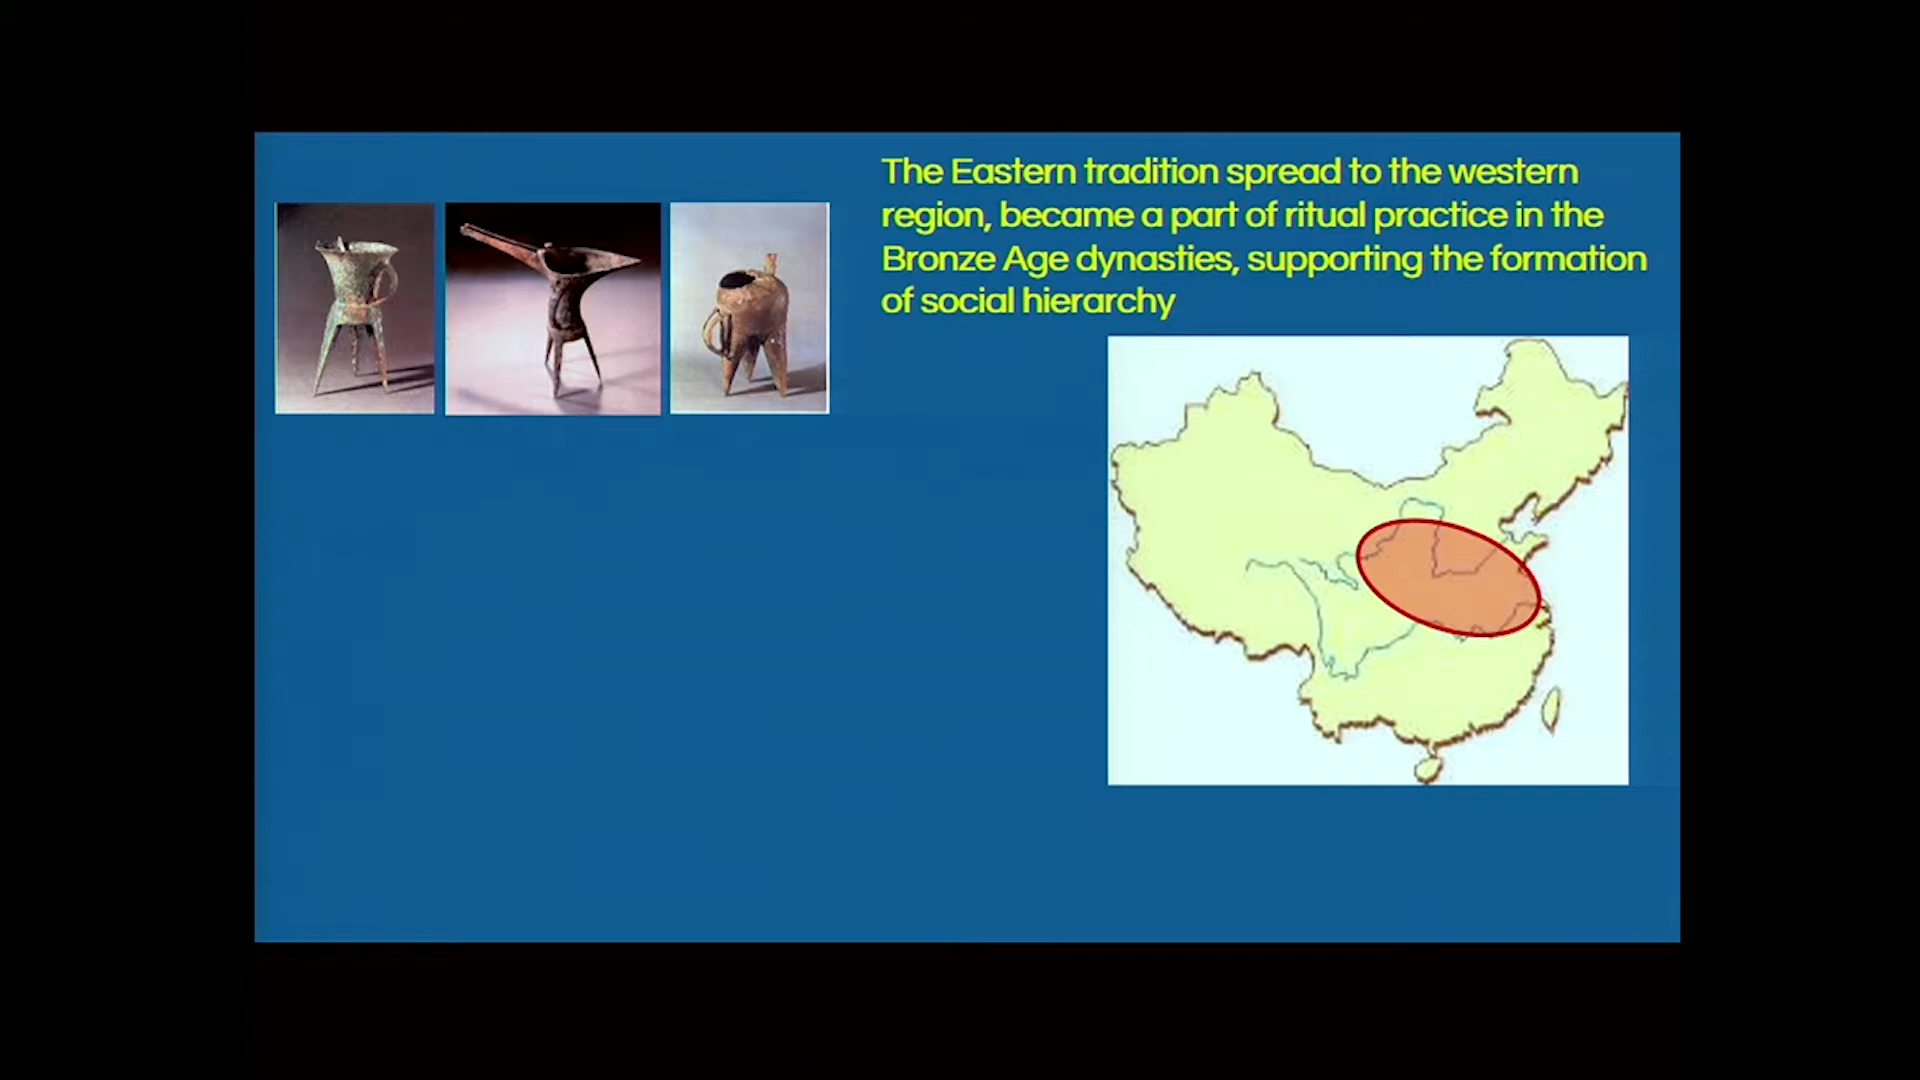 The Eastern tradition spread to the western
region, became a part of ritual practice in the
Bronze Age dynasties, supporting the formation
of social hierarchy